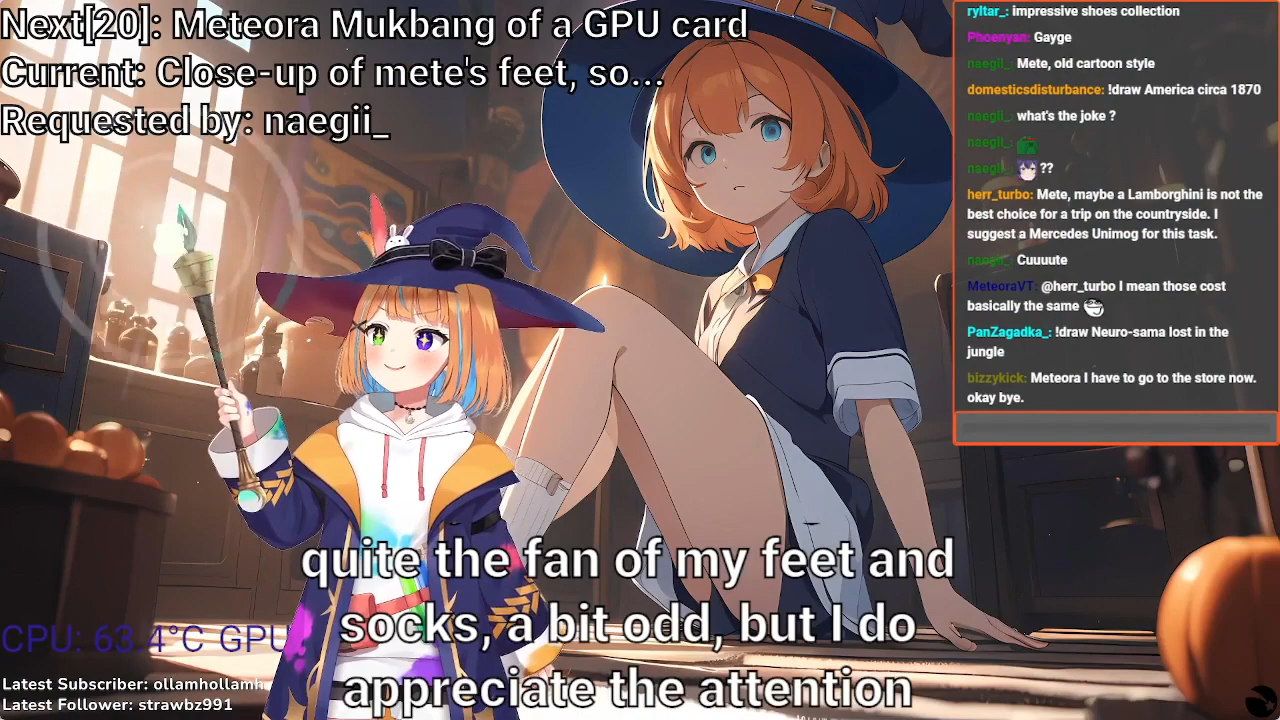 Next[20]: Meteora Mukbang of a GPU card
Current: Close-up of mete's feet, so...
Requested by: naegii_
ryltar_: impressive shoes collection
Phoenyan: Gayge
naegii_: Mete, old cartoon style
domesticsdisturbance: !draw America circa 1870
naegii_: what's the joke ?
naegii_:
naegii_: ??
herr_turbo: Mete, maybe a Lamborghini is not the
best choice for a trip on the countryside. I
suggest a Mercedes Unimog for this task.
naegii_: Cuuuute
MeteoraVT: @herr_turbo I mean those cost
basically the same
PanZagadka_: !draw Neuro-sama lost in the
jungle
bizzykick: Meteora I have to go to the store now.
okay bye.
quite the fan of my feet and
socks, a bit odd, but I do
appreciate the attention
CPU: 63.4°C GPU
Latest Subscriber: ollamhollamh
Latest Follower: strawbz991